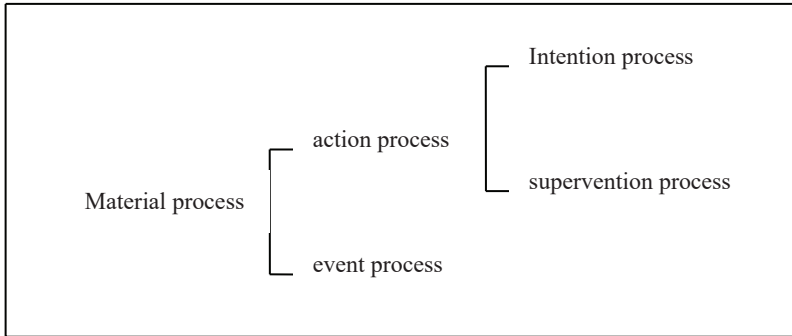 Intention process
action process
supervention process
Material process
event process